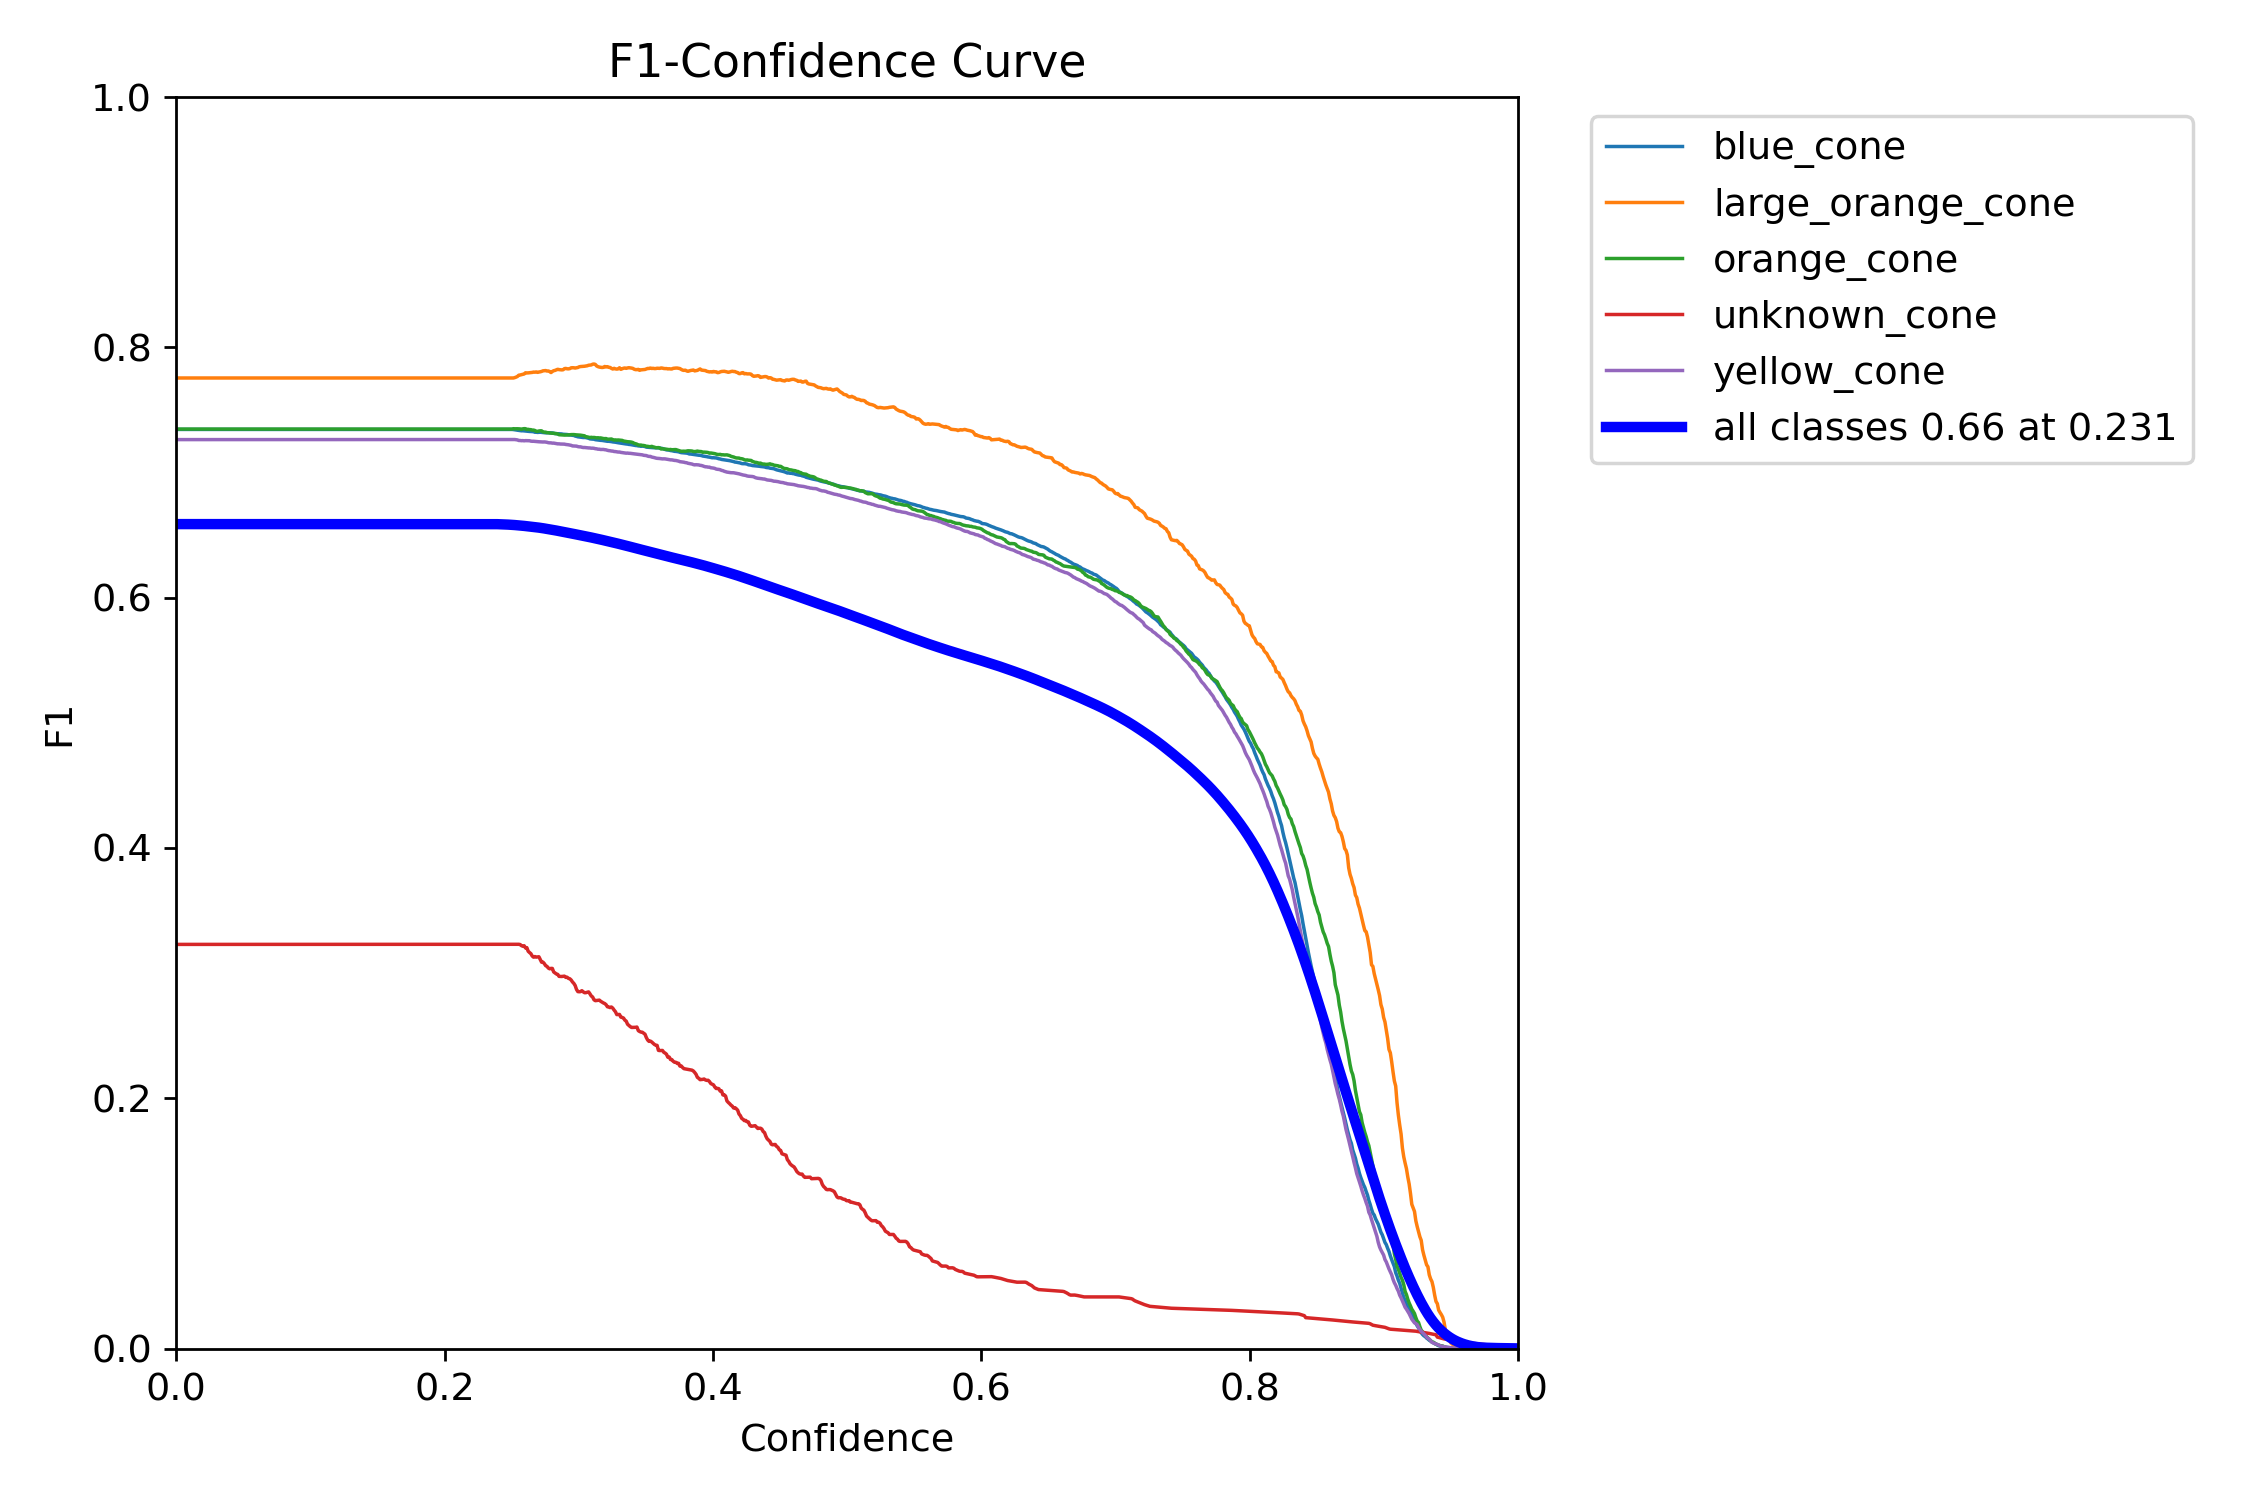 F1-Confidence Curve
1.0
0.8
0.6
0.4
0.2
0.0
F1
0.0 0.2 0.4 0.6 0.8 1.0
Confidence
blue_cone
large_orange_cone
orange_cone
unknown_cone
yellow_cone
all classes 0.66 at 0.231